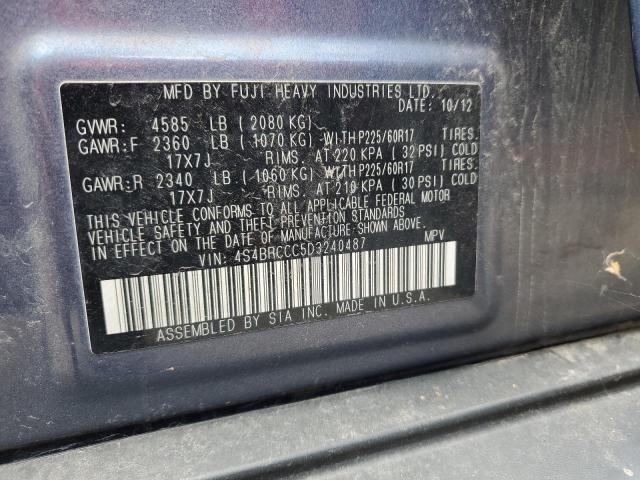 MFD BY FUJI HEAVY INDUSTRIES LTD.
DATE: 10/12
GVWR: 4585 LB ( 2080 KG)
GAWR:F 2360 LB ( 1070 KG) WITH P225/60R17 TIRES.
17X7J RIMS. AT 220 KPA ( 32 PSI) COLD
GAWR:R 2340 LB ( 1060 KG) WITH P225/60R17 TIRES.
17X7J RIMS. AT 210 KPA ( 30 PSI) COLD
THIS VEHICLE CONFORMS TO ALL APPLICABLE FEDERAL MOTOR
VEHICLE SAFETY AND THEFT PREVENTION STANDARDS
IN EFFECT ON THE DATE OF MANUFACTURE SHOWN ABOVE.
VIN: 4S4BRCCC5D3240487 MPV
ASSEMBLED BY SIA INC. MADE IN U.S.A.